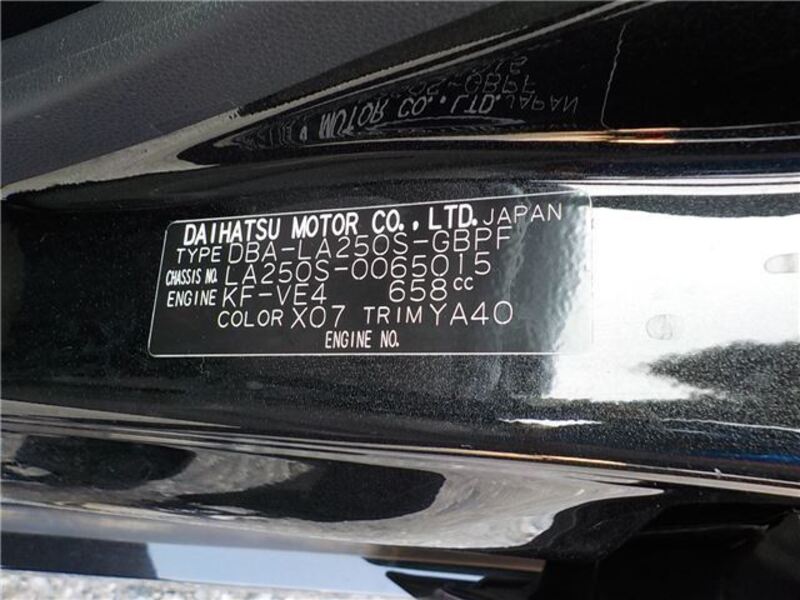 DAIHATSU MOTOR CO., LTD. JAPAN
TYPE DBA-LA250S-GBPF
CHASSIS NO. LA250S-0065015
ENGINE KF-VE4 658cc
COLOR X07 TRIM YA40
ENGINE NO.